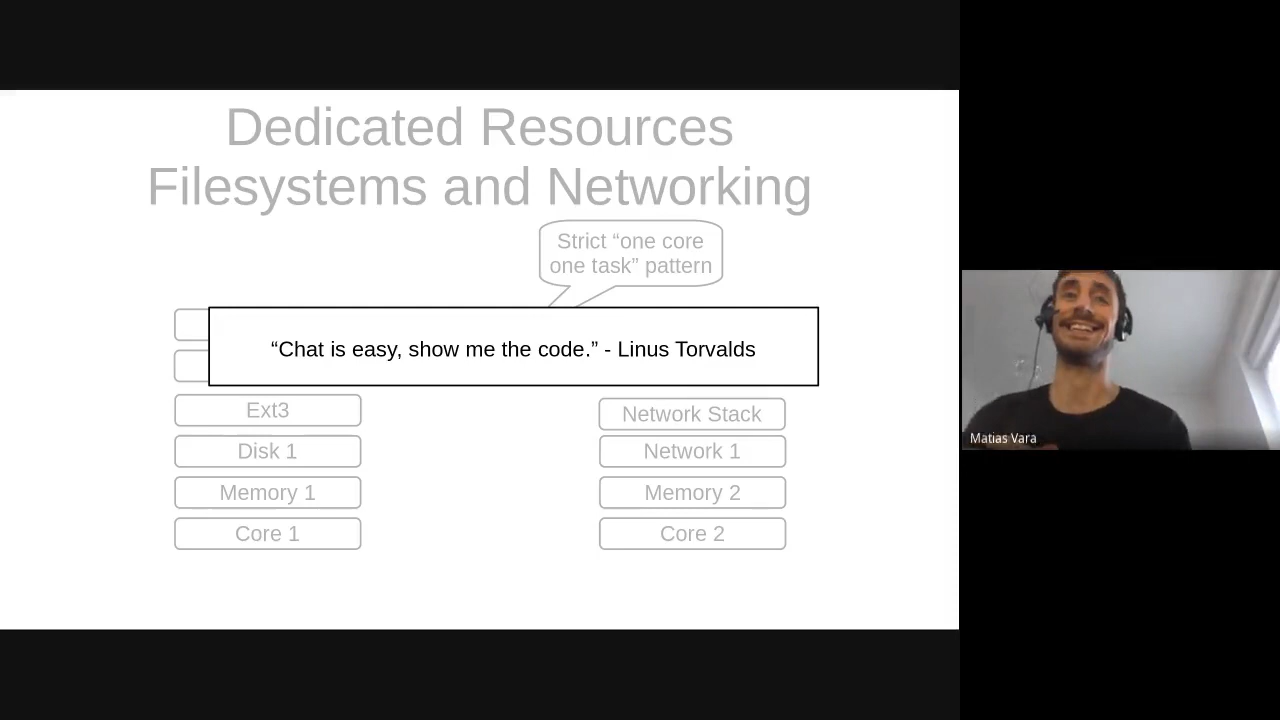 Dedicated Resources
Filesystems and Networking
Strict “one core
one task” pattern
“Chat is easy, show me the code.” - Linus Torvalds
Ext3
Network Stack
Disk 1
Network 1
Memory 1
Memory 2
Core 1
Core 2
Matias Vara